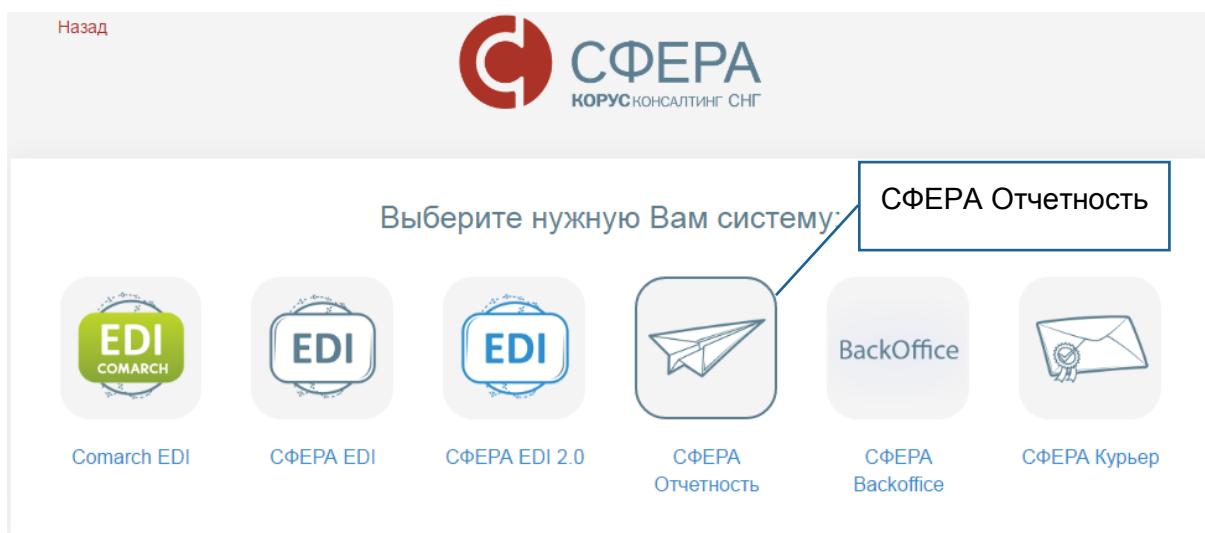 Назад
СФЕРА
КОРУС КОНСАЛТИНГ СНГ
СФЕРА Отчетность
Выберите нужную Вам систему:
EDI
COMARCH
EDI
EDI
BackOffice
Comarch EDI
СФЕРА EDI
СФЕРА EDI 2.0
СФЕРА
Отчетность
СФЕРА
Backoffice
СФЕРА Курьер